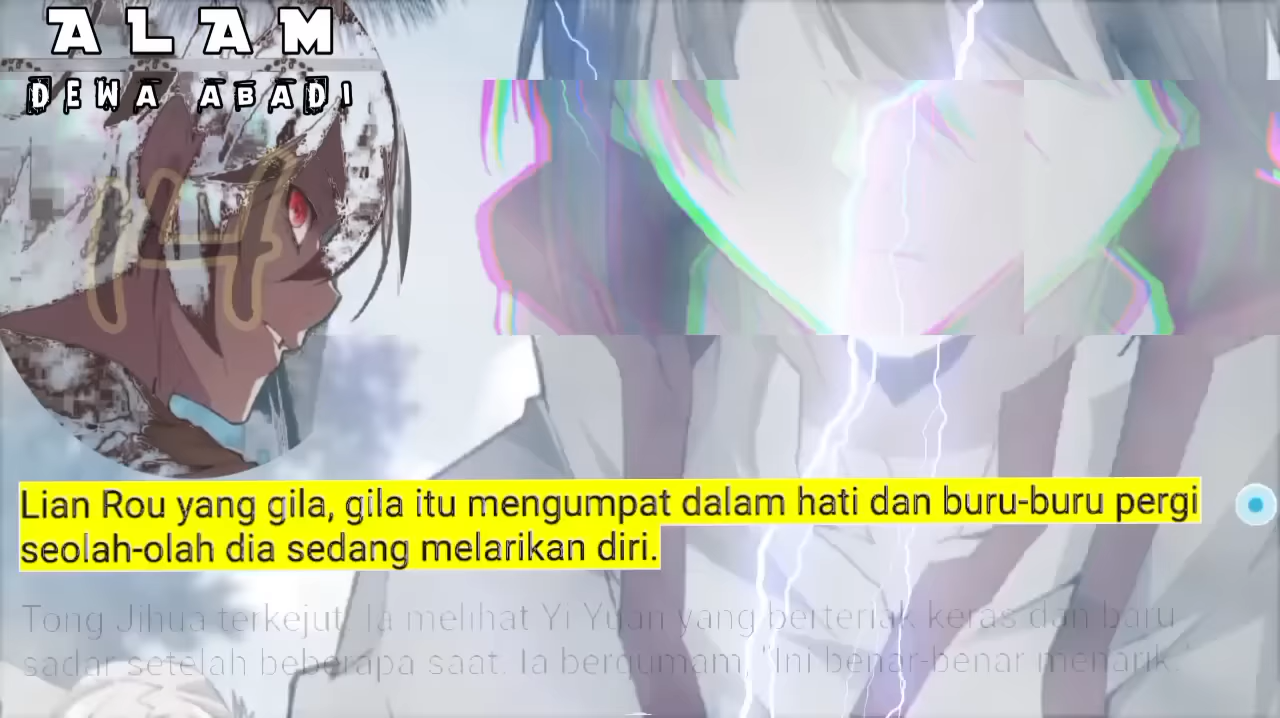 ALAM
DEWA ABADI
14
Lian Rou yang gila, gila itu mengumpat dalam hati dan buru-buru pergi
seolah-olah dia sedang melarikan diri.
Tong Jihua terkejut. Ia melihat Yi Yuan yang berteriak keras dan baru
sadar setelah beberapa saat. Ia bergumam, "Ini benar-benar menarik."